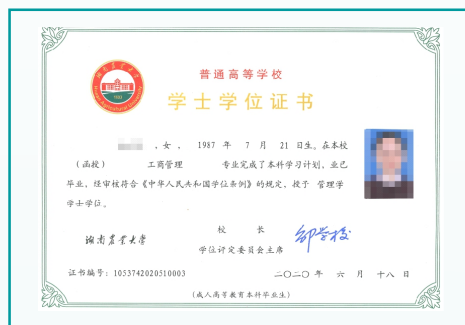 普通高等学校
学士学位证书
，女，1987 年 7 月 21 日生。在本校
（函授） 工商管理 专业完成了本科学习计划，业已
毕业，经审核符合《中华人民共和国学位条例》的规定，授予 管理学
学士学位。
湖南农业大学
校 长
学位评定委员会主席
证书编号：1053742020510003
二〇二〇年 六 月 十八 日
（成人高等教育本科毕业生）